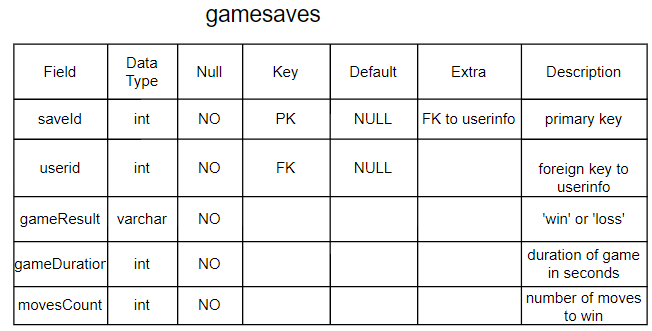 gamesaves
Field Data Type Null Key Default Extra Description
saveId int NO PK NULL FK to userinfo primary key
userid int NO FK NULL foreign key to userinfo
gameResult varchar NO 'win' or 'loss'
gameDuration int NO duration of game in seconds
movesCount int NO number of moves to win